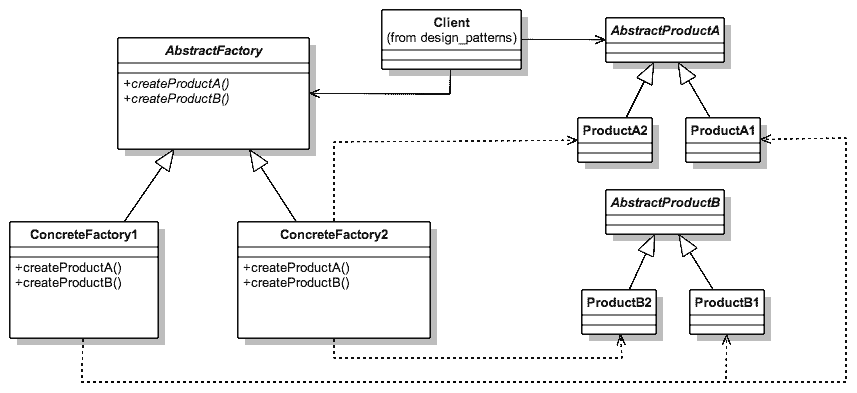 Client
(from design_patterns)
AbstractProductA
AbstractFactory
+createProductA()
+createProductB()
ProductA2
ProductA1
AbstractProductB
ConcreteFactory1
+createProductA()
+createProductB()
ConcreteFactory2
+createProductA()
+createProductB()
ProductB2
ProductB1